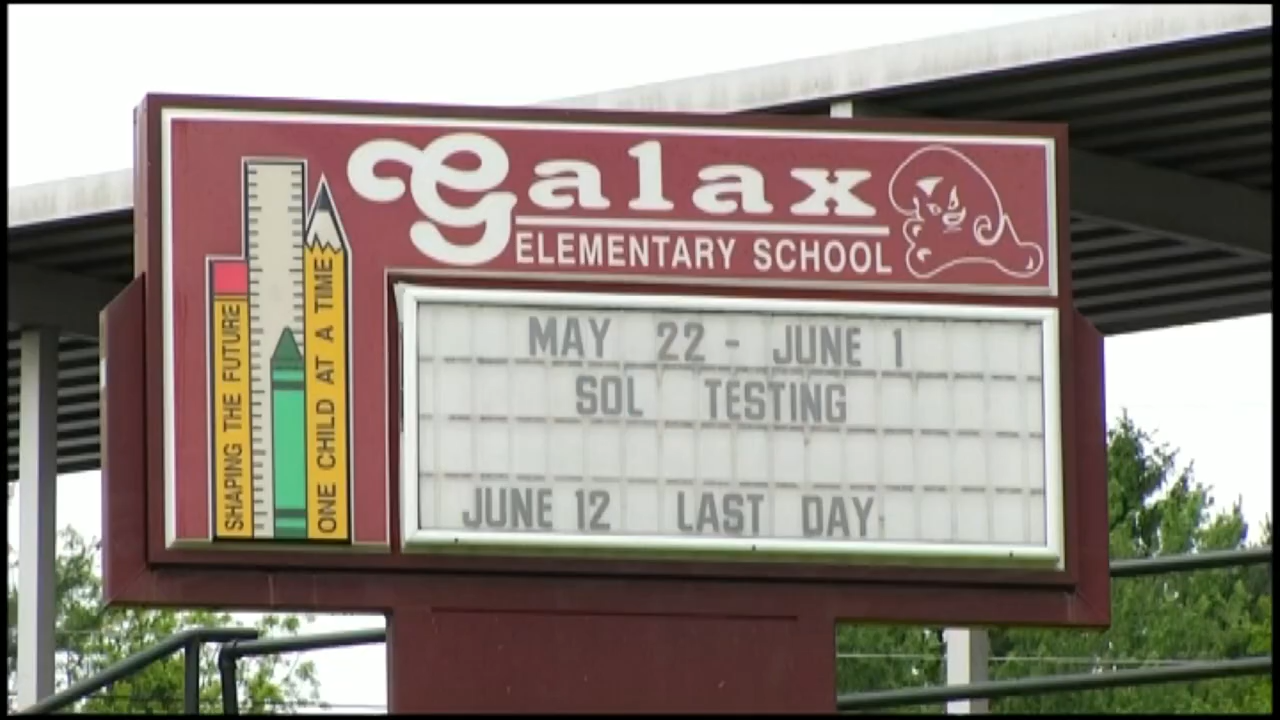 Galax
ELEMENTARY SCHOOL
SHAPING THE FUTURE
ONE CHILD AT A TIME
MAY 22 - JUNE 1
SOL TESTING
JUNE 12 LAST DAY